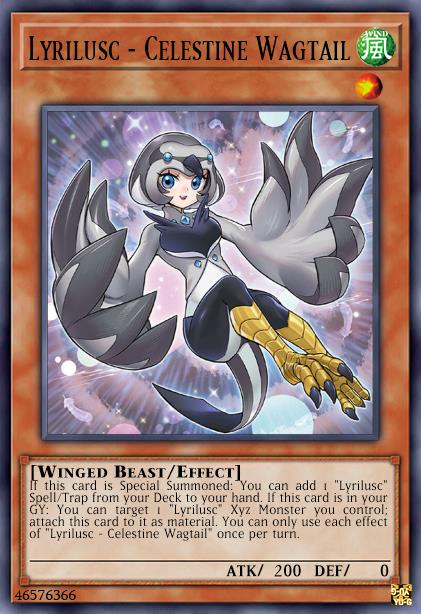 LYRILUSC - CELESTINE WAGTAIL
WIND
風
[WINGED BEAST/EFFECT]
If this card is Special Summoned: You can add 1 "Lyrilusc"
Spell/Trap from your Deck to your hand. If this card is in your
GY: You can target 1 "Lyrilusc" Xyz Monster you control;
attach this card to it as material. You can only use each effect
of "Lyrilusc - Celestine Wagtail" once per turn.
ATK/ 200 DEF/ 0
46576366